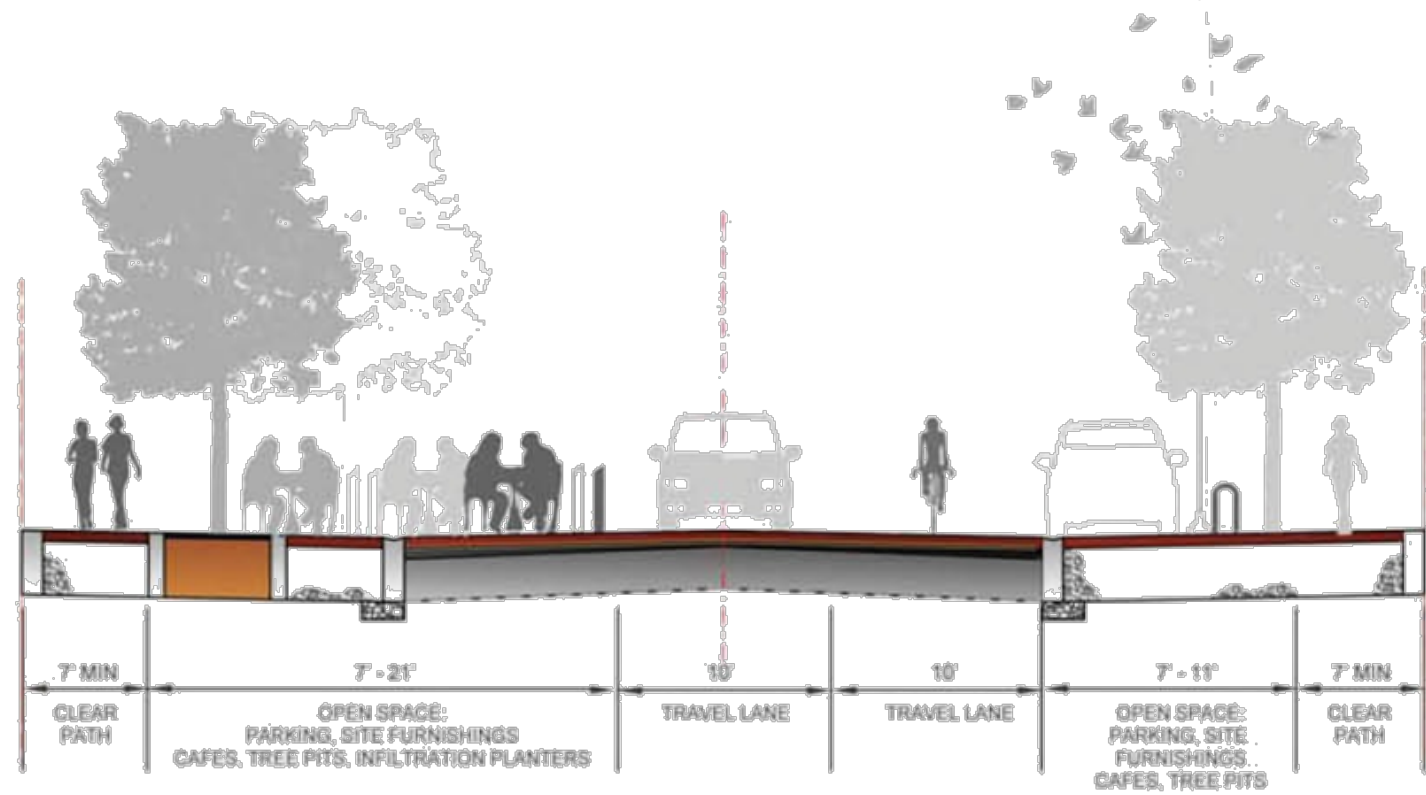 7' MIN
7' - 21'
10'
10'
7' - 11'
7' MIN
CLEAR
PATH
OPEN SPACE:
PARKING, SITE FURNISHINGS
CAFES, TREE PITS, INFILTRATION PLANTERS
TRAVEL LANE
TRAVEL LANE
OPEN SPACE:
PARKING, SITE
FURNISHINGS
CAFES, TREE PITS
CLEAR
PATH